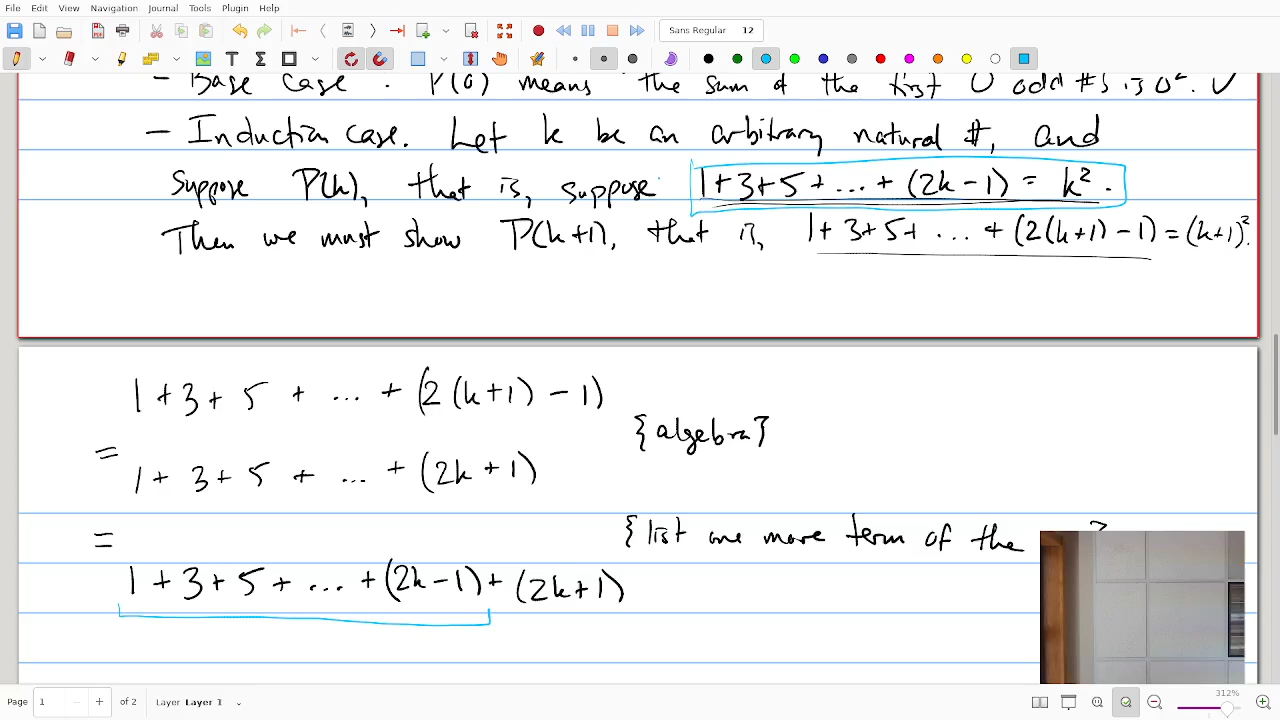 File Edit View Navigation Journal Tools Plugin Help
Sans Regular 12
- Base Case. P(0) means "the sum of the first 0 odd #s is 0². √
- Induction case. Let k be an arbitrary natural #, and
suppose P(k), that is, suppose 1+3+5+...+(2k-1) = k².
Then we must show P(k+1), that is, 1+3+5+...+(2(k+1)-1)=(k+1)².
1+3+5+...+(2(k+1)-1)
= {algebra}
1+3+5+...+(2k+1)
= {list one more term of the
1+3+5+...+(2k-1)+(2k+1)
Page 1 of 2 Layer Layer 1 312%